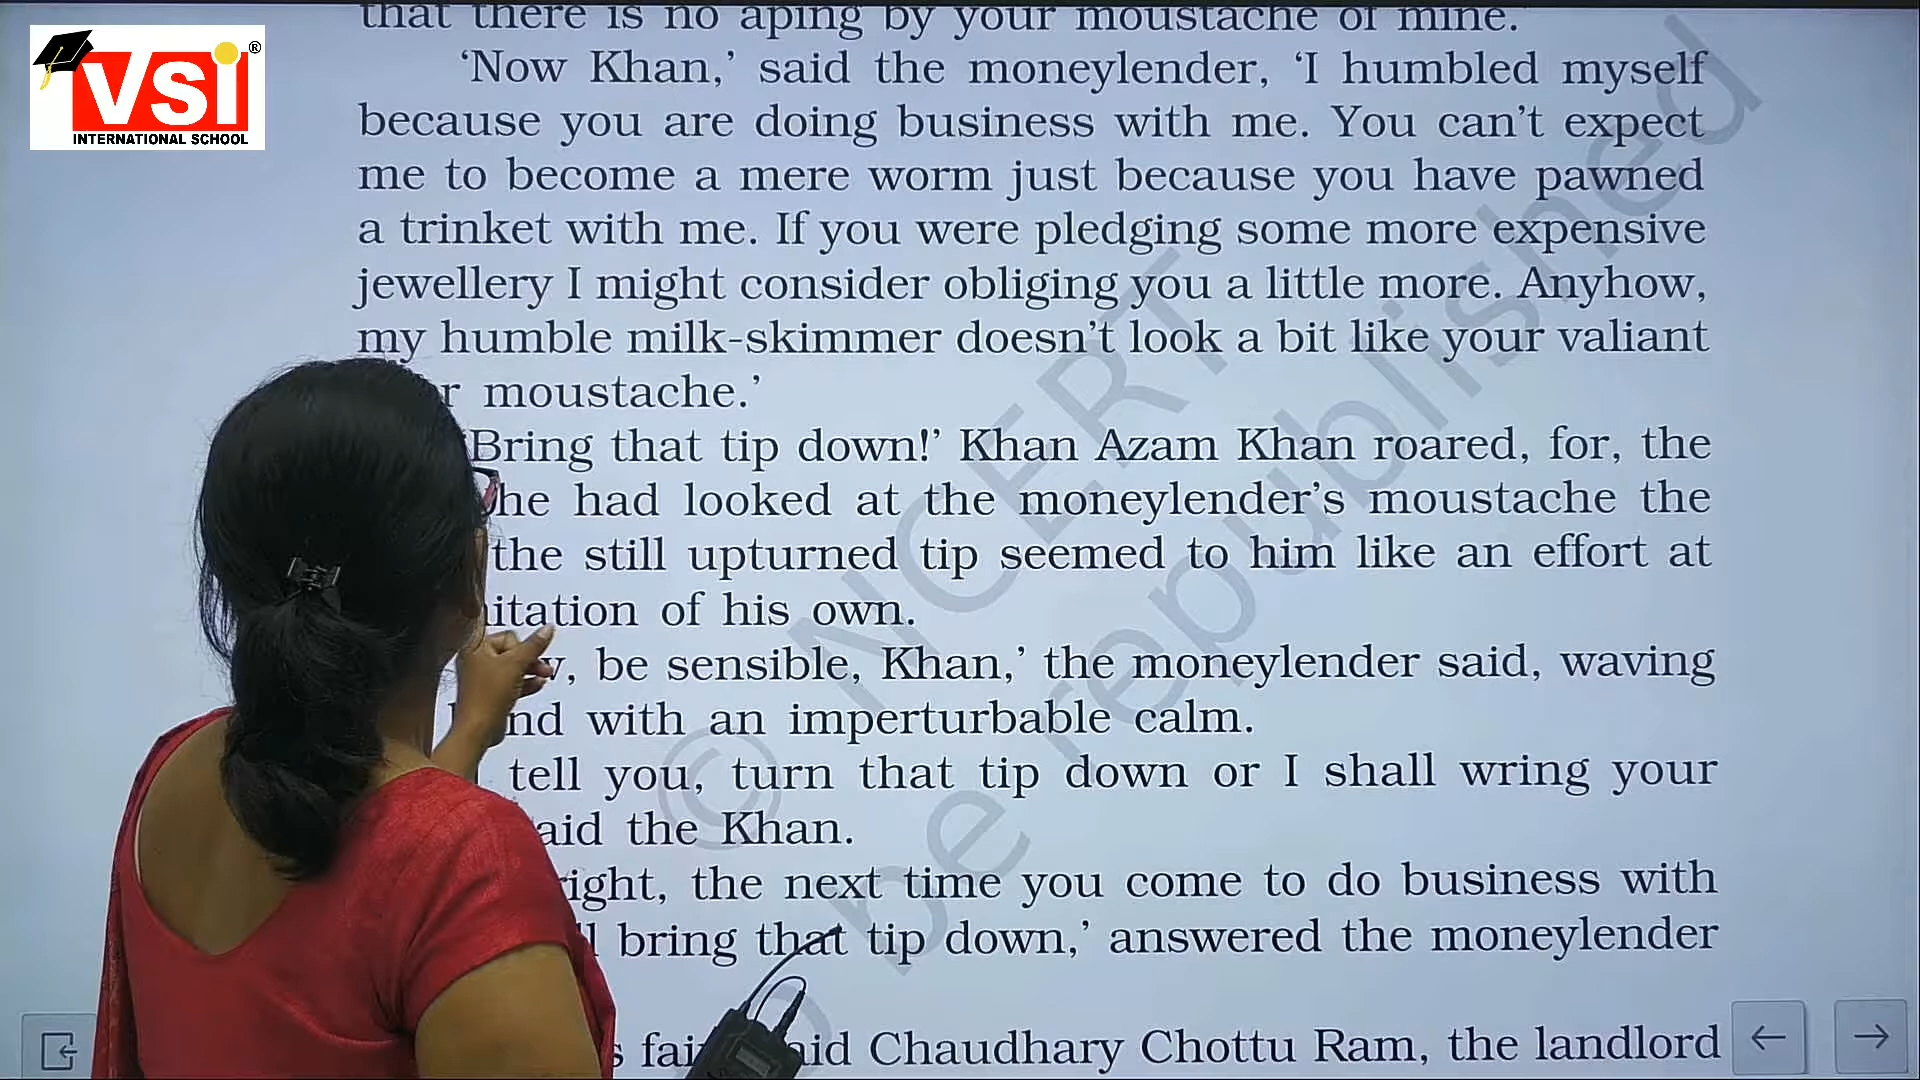 VSI ®
INTERNATIONAL SCHOOL
that there is no aping by your moustache of mine.
‘Now Khan,’ said the moneylender, ‘I humbled myself
because you are doing business with me. You can’t expect
me to become a mere worm just because you have pawned
a trinket with me. If you were pledging some more expensive
jewellery I might consider obliging you a little more. Anyhow,
my humble milk-skimmer doesn’t look a bit like your valiant
moustache.’
Bring that tip down!’ Khan Azam Khan roared, for, the
he had looked at the moneylender’s moustache the
the still upturned tip seemed to him like an effort at
itation of his own.
be sensible, Khan,’ the moneylender said, waving
nd with an imperturbable calm.
tell you, turn that tip down or I shall wring your
aid the Khan.
right, the next time you come to do business with
bring that tip down,’ answered the moneylender
fai aid Chaudhary Chottu Ram, the landlord
© NCERT
be republished